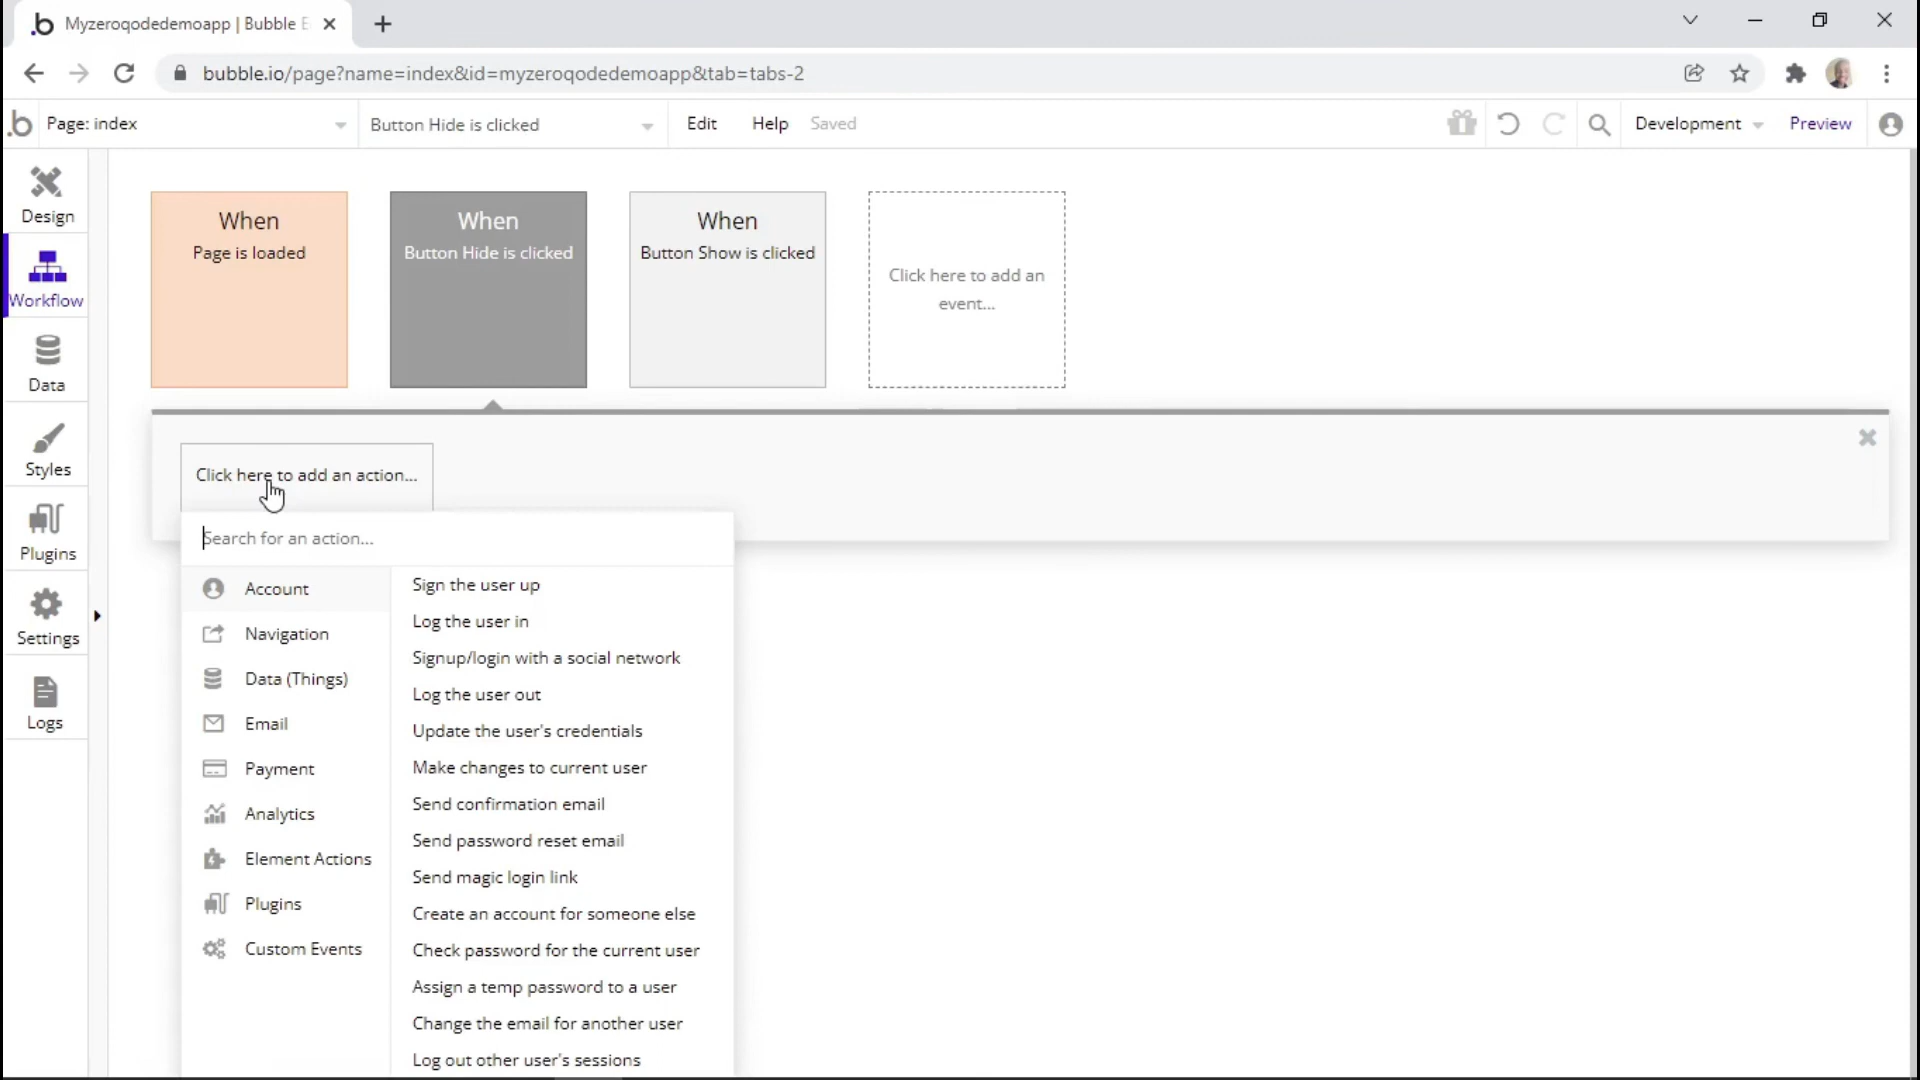 Myzeroqodedemoapp | Bubble E
bubble.io/page?name=index&id=myzeroqodedemoapp&tab=tabs-2
Page: index
Button Hide is clicked
Edit
Help
Saved
Development
Preview
Design
Workflow
Data
Styles
Plugins
Settings
Logs
When
Page is loaded
When
Button Hide is clicked
When
Button Show is clicked
Click here to add an
event...
Click here to add an action...
Search for an action...
Account
Navigation
Data (Things)
Email
Payment
Analytics
Element Actions
Plugins
Custom Events
Sign the user up
Log the user in
Signup/login with a social network
Log the user out
Update the user's credentials
Make changes to current user
Send confirmation email
Send password reset email
Send magic login link
Create an account for someone else
Check password for the current user
Assign a temp password to a user
Change the email for another user
Log out other user's sessions